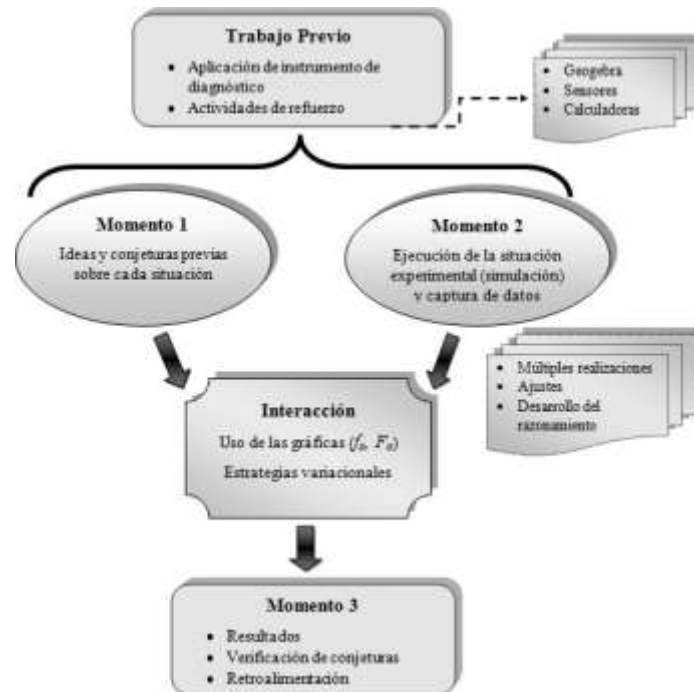 Trabajo Previo
• Aplicación de instrumento de
diagnóstico
• Actividades de refuerzo
• Geogebra
• Sensores
• Calculadoras
Momento 1
Ideas y conjeturas previas
sobre cada situación
Momento 2
Ejecución de la situación
experimental (simulación)
y captura de datos
• Múltiples realizaciones
• Ajustes
• Desarrollo del
razonamiento
Interacción
Uso de las gráficas
Estrategias variacionales
Momento 3
• Resultados
• Verificación de conjeturas
• Retroalimentación